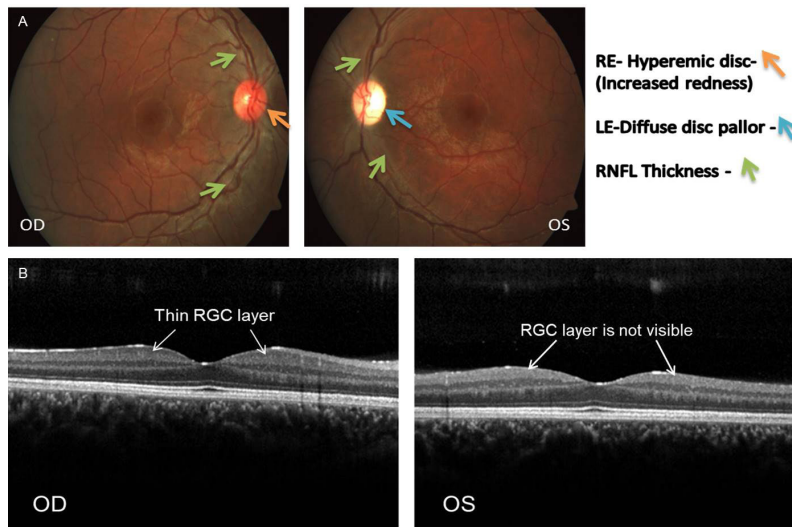 A
OD
OS
RE- Hyperemic disc-
(Increased redness)
LE-Diffuse disc pallor -
RNFL Thickness -
B
Thin RGC layer
OD
RGC layer is not visible
OS